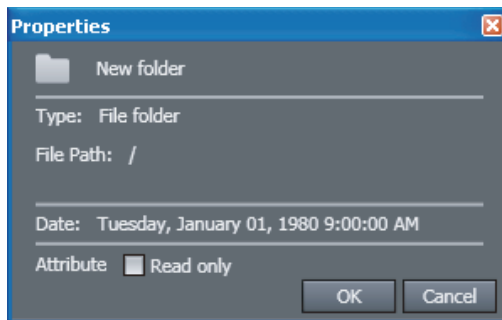 Properties
New folder
Type: File folder
File Path: /
Date: Tuesday, January 01, 1980 9:00:00 AM
Attribute Read only
OK Cancel